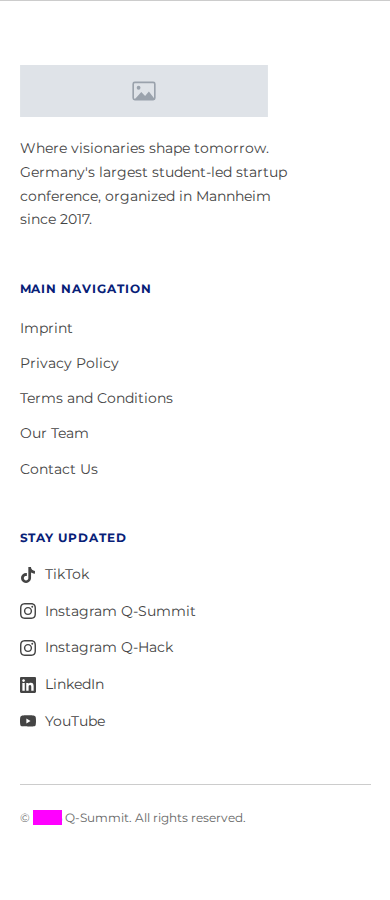 Where visionaries shape tomorrow.
Germany's largest student-led startup
conference, organized in Mannheim
since 2017.
MAIN NAVIGATION
Imprint
Privacy Policy
Terms and Conditions
Our Team
Contact Us
STAY UPDATED
TikTok
Instagram Q-Summit
Instagram Q-Hack
LinkedIn
YouTube
© Q-Summit. All rights reserved.